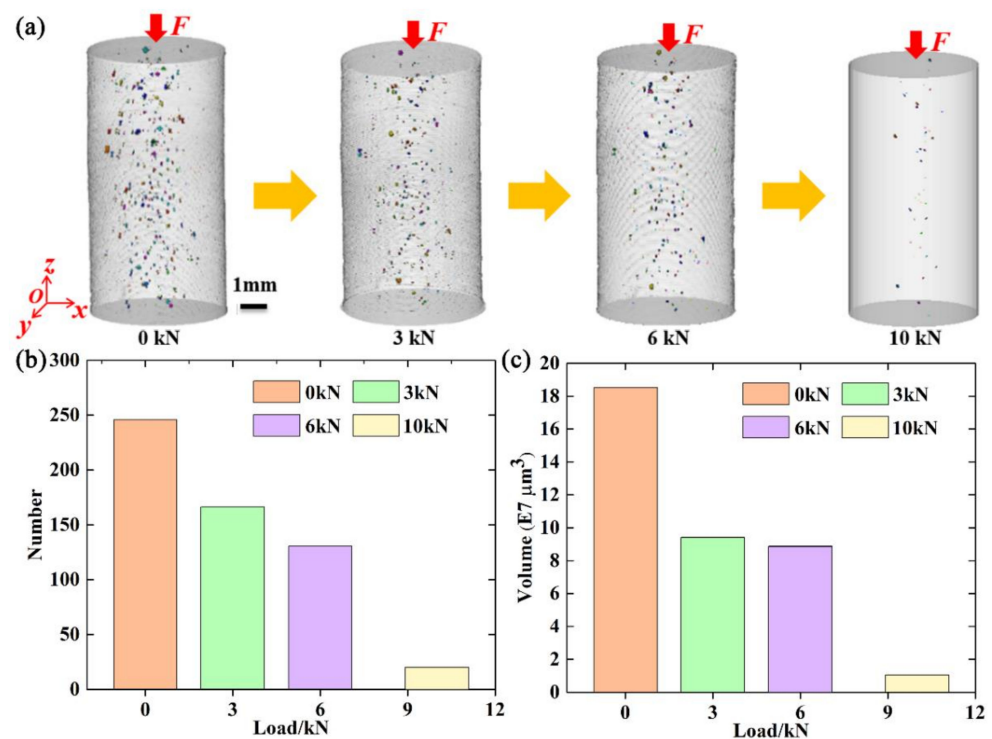 (a)
F
F
F
F
z
O
x
y
1mm
0 kN
3 kN
6 kN
10 kN
(b)
300
250
200
150
100
50
0
Number
0kN
3kN
6kN
10kN
0
3
6
9
12
Load/kN
(c)
20
18
16
14
12
10
8
6
4
2
0
Volume (E7 μm³)
0kN
3kN
6kN
10kN
0
3
6
9
12
Load/kN